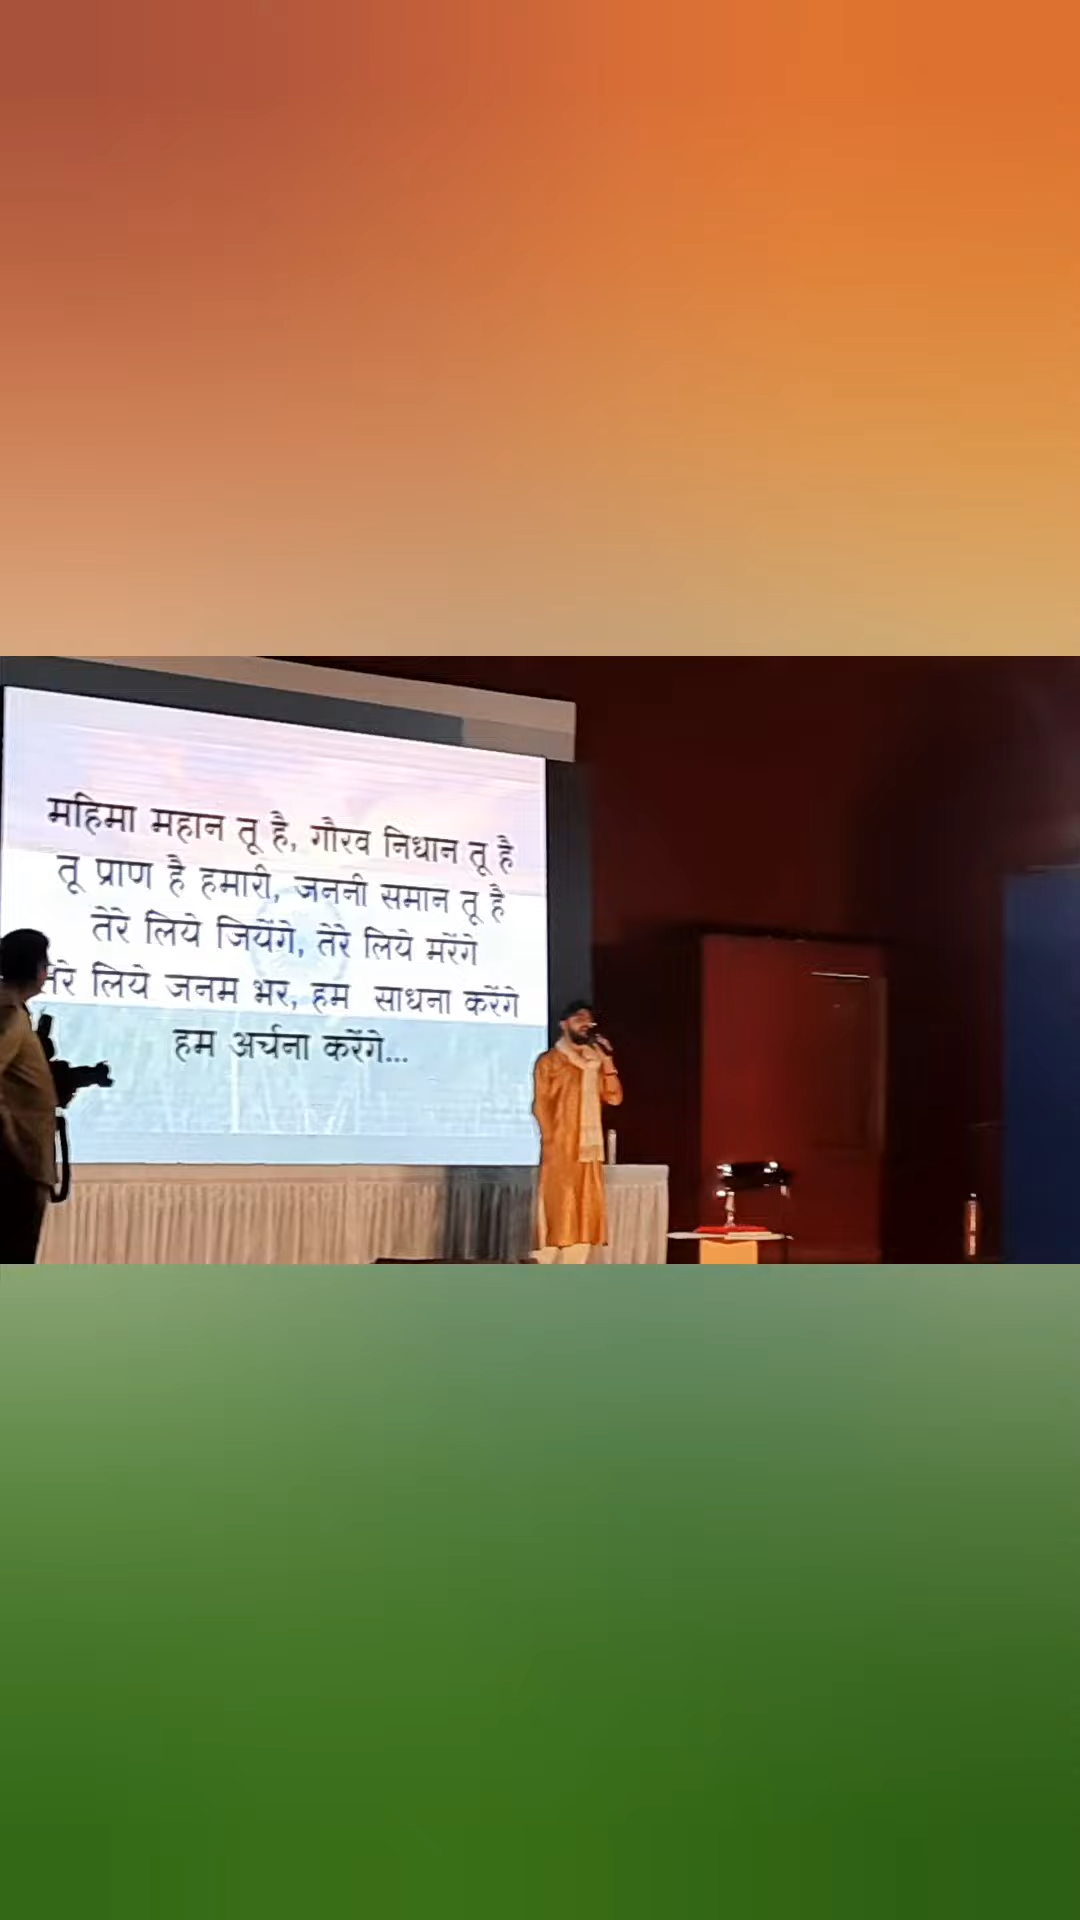 महिमा महान तू है, गौरव निधान तू है
तू प्राण है हमारी, जननी समान तू है
तेरे लिये जियेंगे, तेरे लिये मरेंगे
तेरे लिये जनम भर, हम साधना करेंगे
हम अर्चना करेंगे...